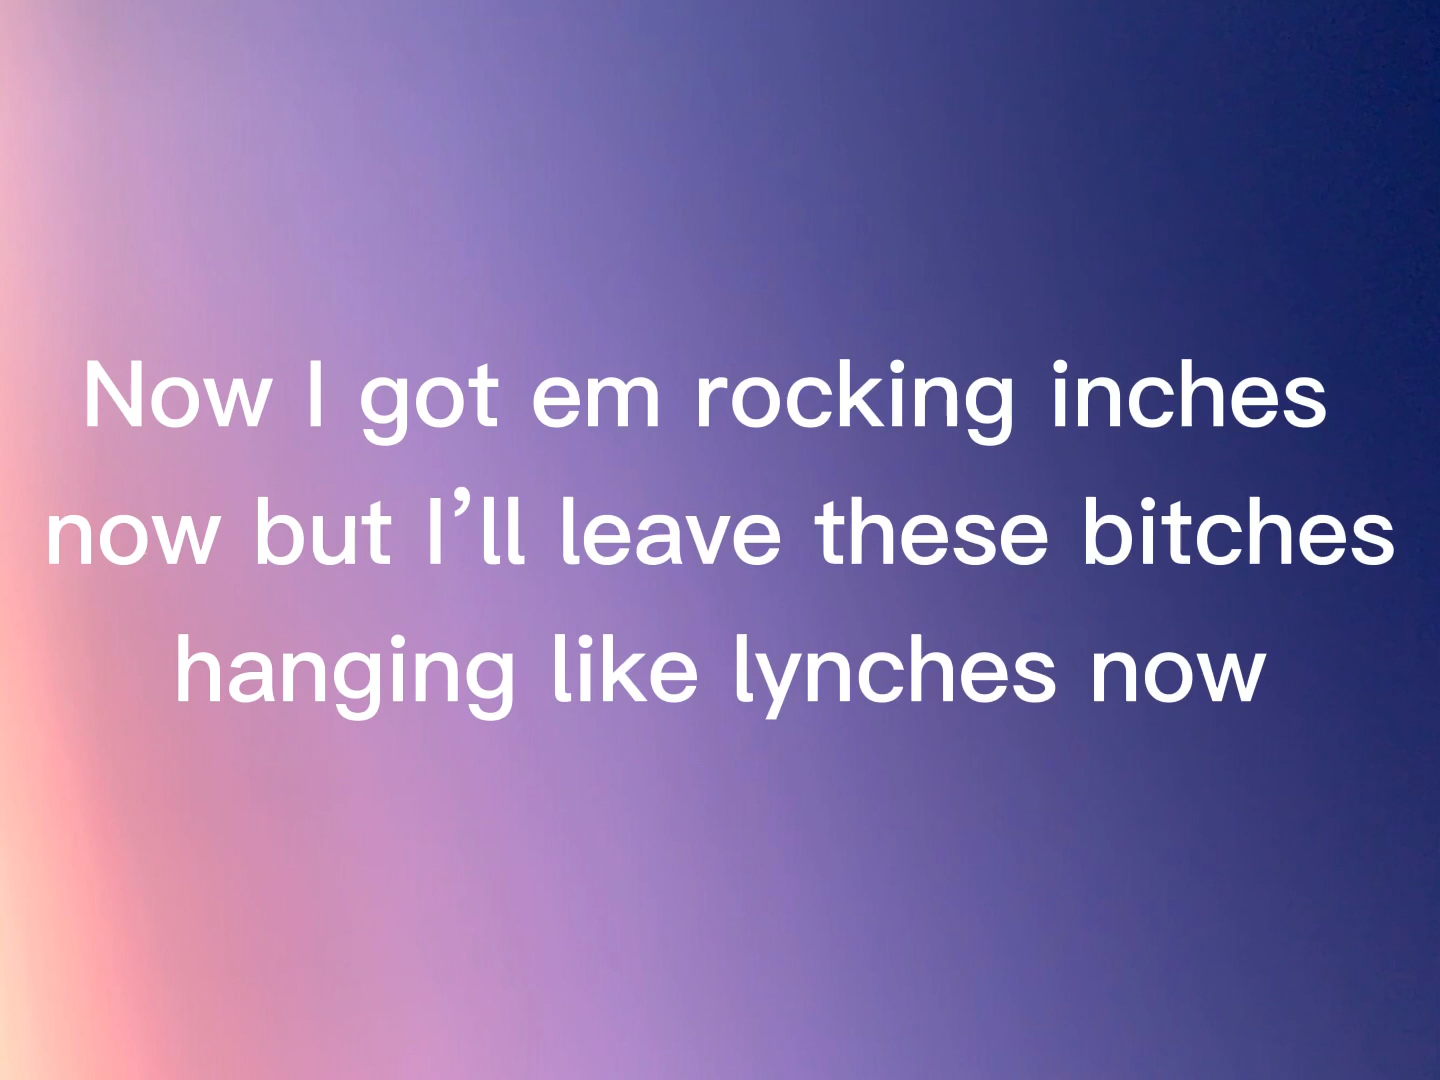 Now I got em rocking inches
now but I’ll leave these bitches
hanging like lynches now